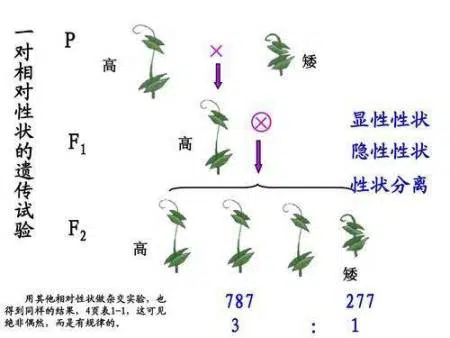 一对相对性状的遗传试验
P
高
×
矮
F1
高
显性性状
隐性性状
性状分离
F2
高
矮
用其他相对性状做杂交实验，也
得到同样的结果，4页表1-1，这可见
绝非偶然，而是有规律的。
787 277
3 : 1